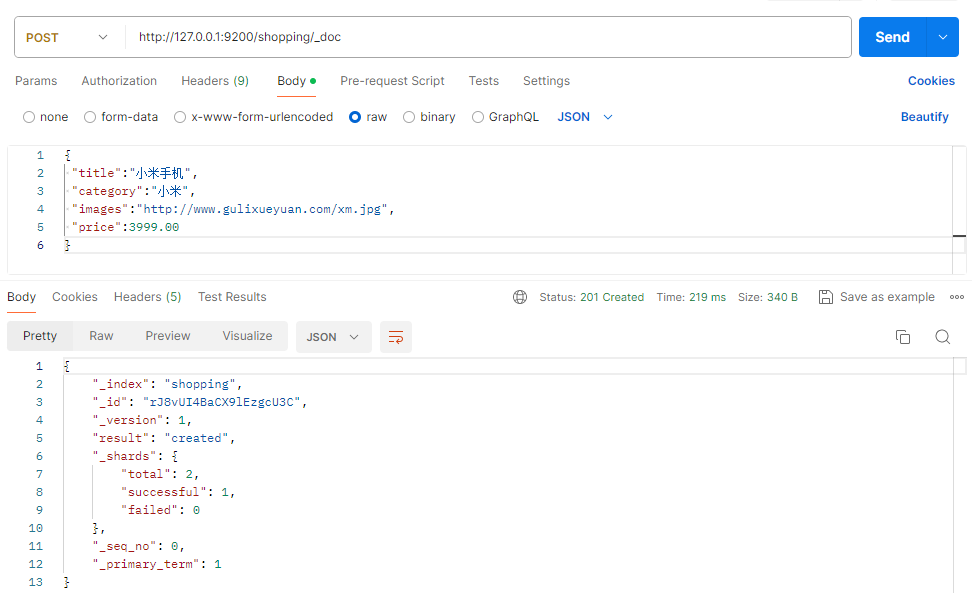 POST http://127.0.0.1:9200/shopping/_doc Send
Params Authorization Headers (9) Body Pre-request Script Tests Settings Cookies
none form-data x-www-form-urlencoded raw binary GraphQL JSON Beautify
1 {
2 "title":"小米手机",
3 "category":"小米",
4 "images":"http://www.gulixueyuan.com/xm.jpg",
5 "price":3999.00
6 }
Body Cookies Headers (5) Test Results Status: 201 Created Time: 219 ms Size: 340 B Save as example
Pretty Raw Preview Visualize JSON
1 {
2 "_index": "shopping",
3 "_id": "rJ8vUI4BaCX9lEzgcU3C",
4 "_version": 1,
5 "result": "created",
6 "_shards": {
7 "total": 2,
8 "successful": 1,
9 "failed": 0
10 },
11 "_seq_no": 0,
12 "_primary_term": 1
13 }